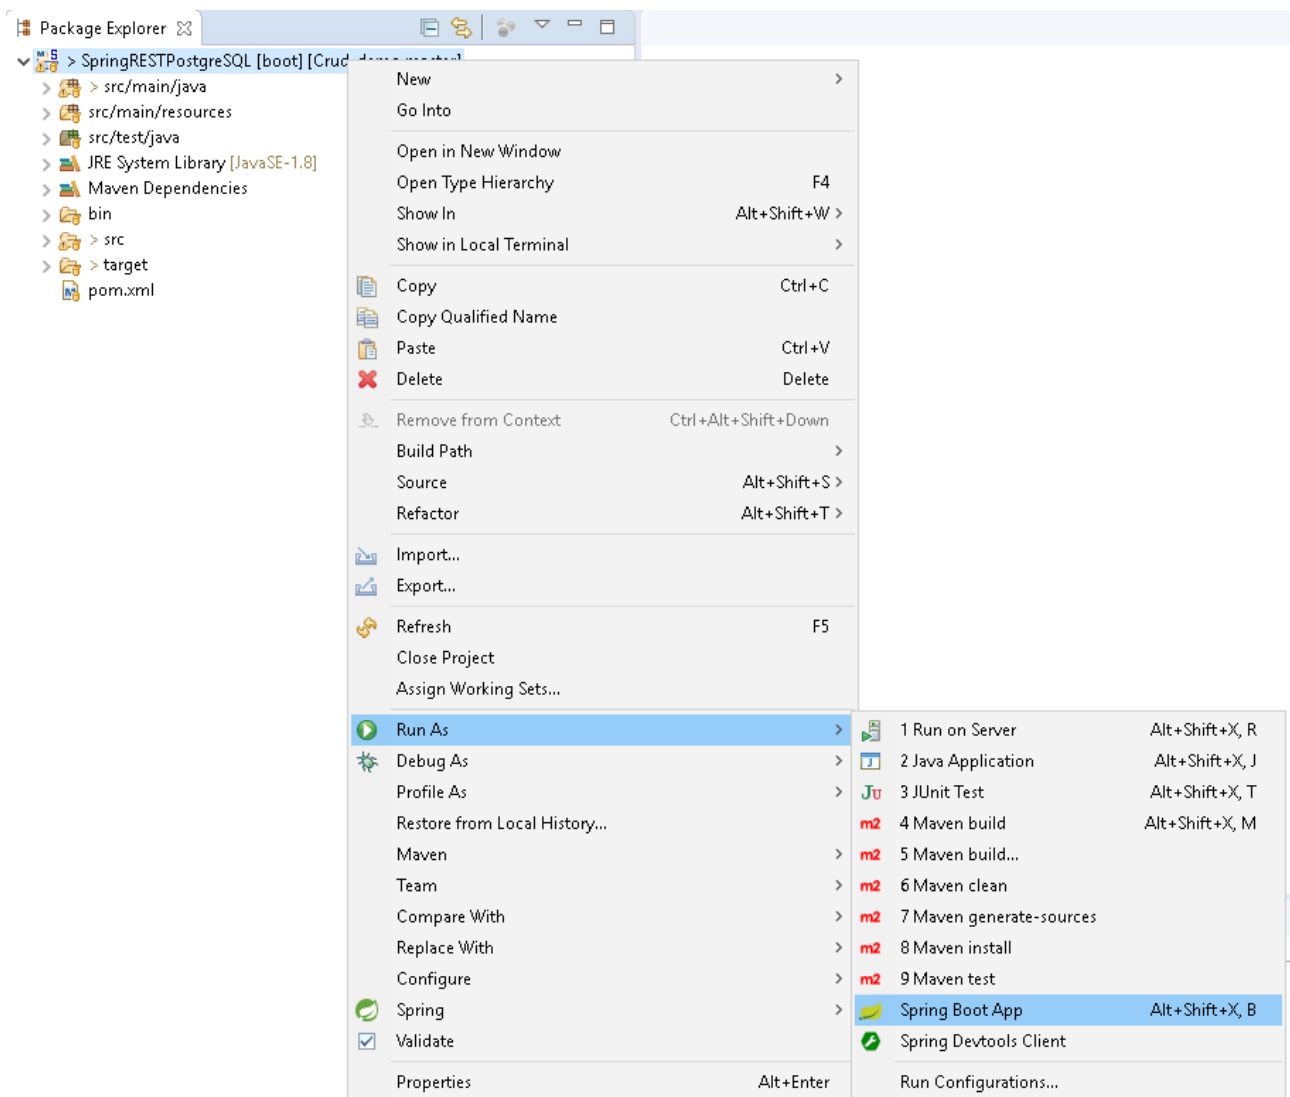 Package Explorer
> SpringRESTPostgreSQL [boot] [Crud-demo master]
> src/main/java
src/main/resources
src/test/java
JRE System Library [JavaSE-1.8]
Maven Dependencies
bin
> src
> target
pom.xml
New
Go Into
Open in New Window
Open Type Hierarchy F4
Show In Alt+Shift+W
Show in Local Terminal
Copy Ctrl+C
Copy Qualified Name
Paste Ctrl+V
Delete Delete
Remove from Context Ctrl+Alt+Shift+Down
Build Path
Source Alt+Shift+S
Refactor Alt+Shift+T
Import...
Export...
Refresh F5
Close Project
Assign Working Sets...
Run As
Debug As
Profile As
Restore from Local History...
Maven
Team
Compare With
Replace With
Configure
Spring
Validate
Properties Alt+Enter
1 Run on Server Alt+Shift+X, R
2 Java Application Alt+Shift+X, J
3 JUnit Test Alt+Shift+X, T
4 Maven build Alt+Shift+X, M
5 Maven build...
6 Maven clean
7 Maven generate-sources
8 Maven install
9 Maven test
Spring Boot App Alt+Shift+X, B
Spring Devtools Client
Run Configurations...